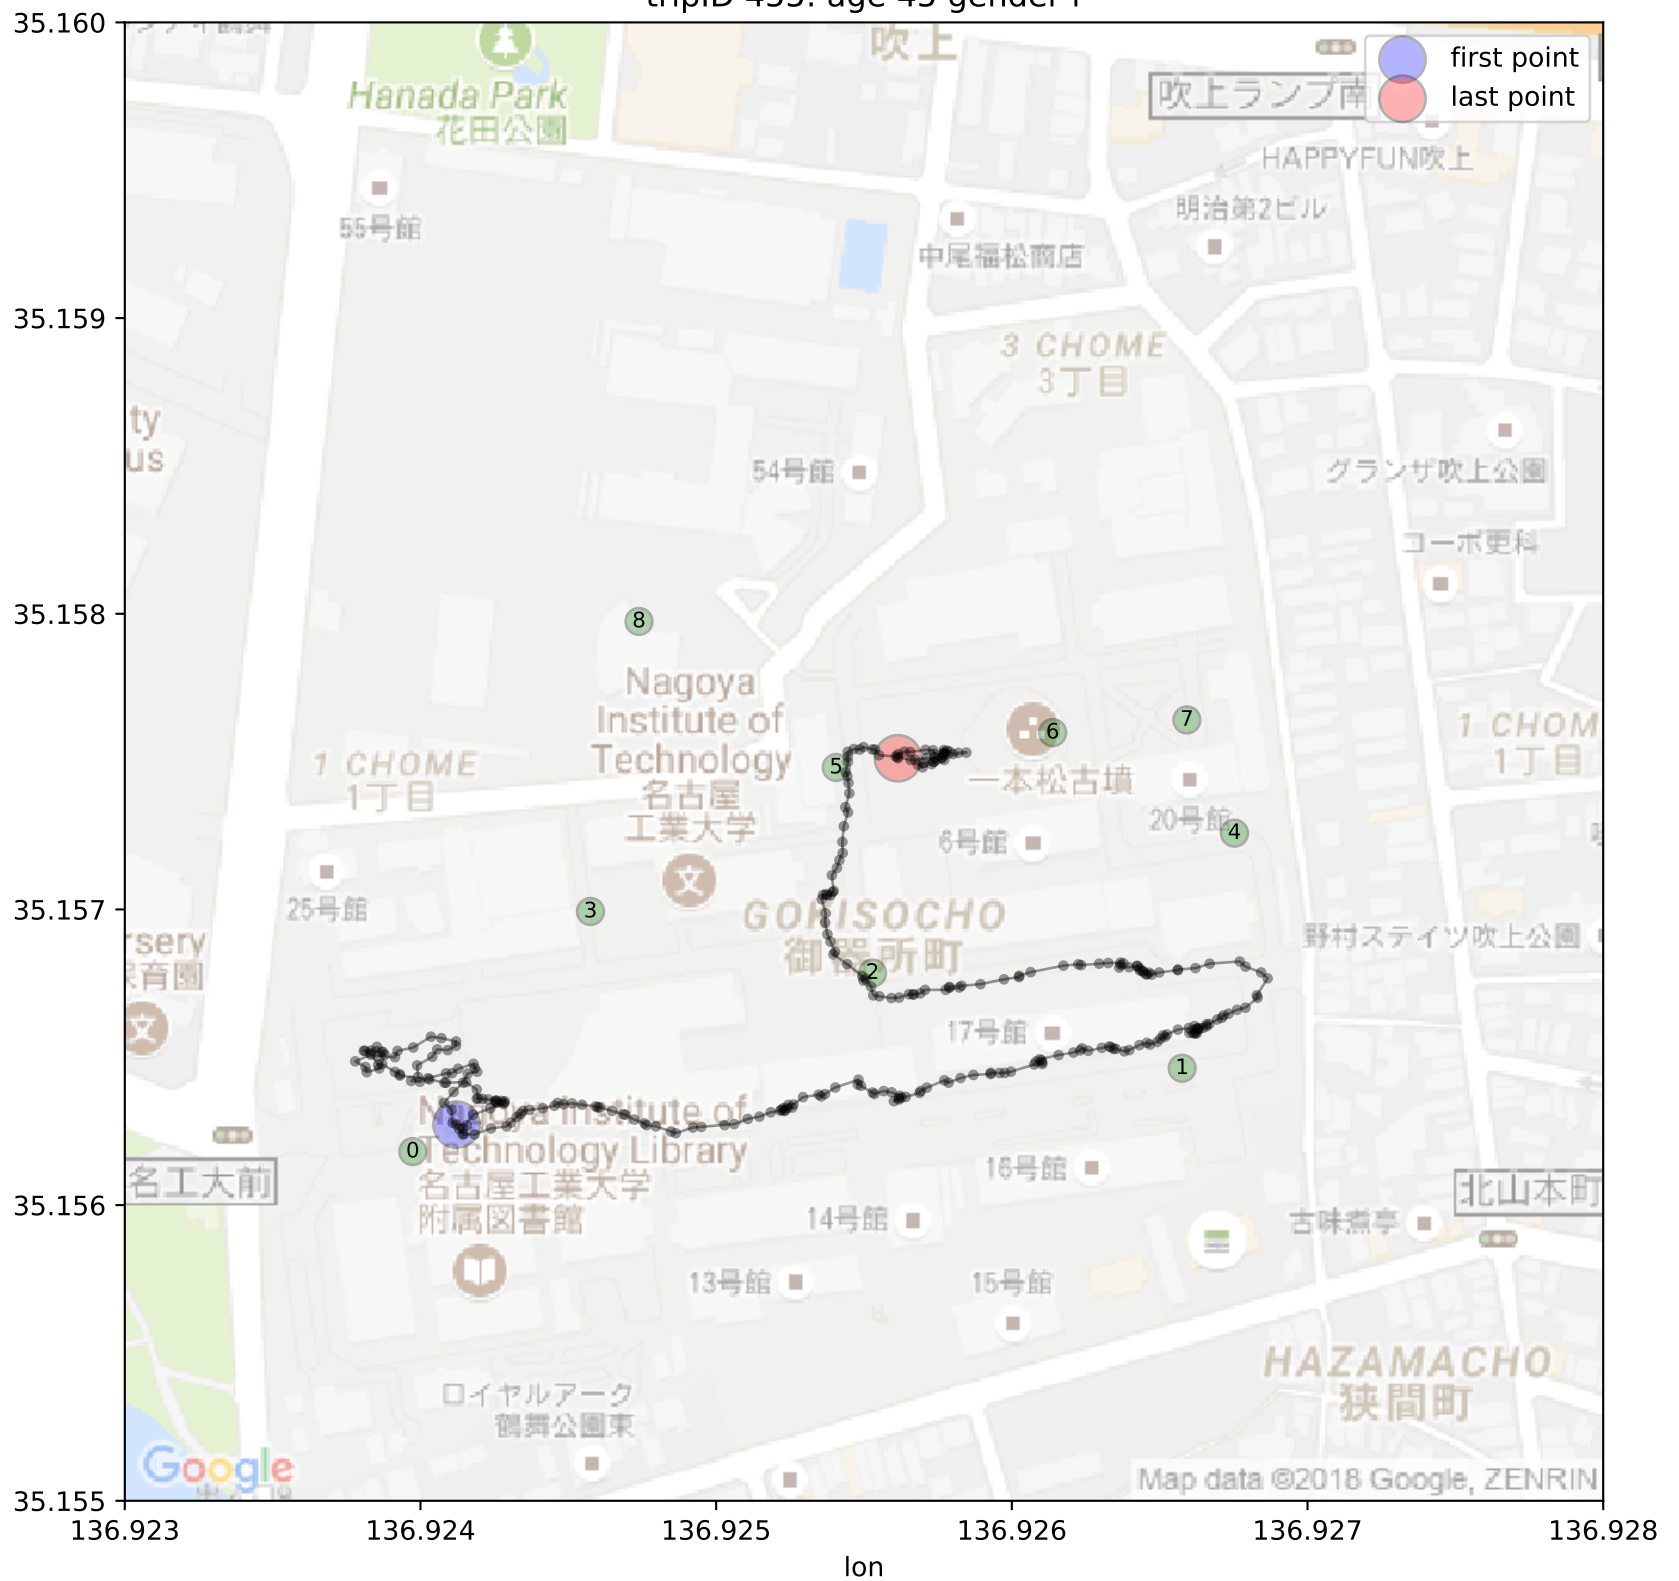 35.160
吹上
first point
last point
吹上ランプ南
Hanada Park
花田公園
HAPPYFUN吹上
55号館
明治第2ビル
中尾福松商店
35.159
3 CHOME
3丁目
ty
us
54号館
グランザ吹上公園
コーポ更科
35.158
8
Nagoya
Institute of
Technology
名古屋
工業大学
7
6
5
1 CHOME
1丁目
1 CHOM
1丁目
一本松古墳
20号館
4
6号館
25号館
3
35.157
GOKISOCHO
御器所町
2
野村ステイツ吹上公園
rsery
保育園
17号館
1
0
Nagoya Institute of
Technology Library
名古屋工業大学
附属図書館
名工大前
16号館
北山本町
35.156
14号館
古味煮亭
13号館
15号館
HAZAMACHO
狭間町
ロイヤルアーク
鶴舞公園東
Google
Map data ©2018 Google, ZENRIN
35.155
136.923
136.924
136.925
136.926
136.927
136.928
lon